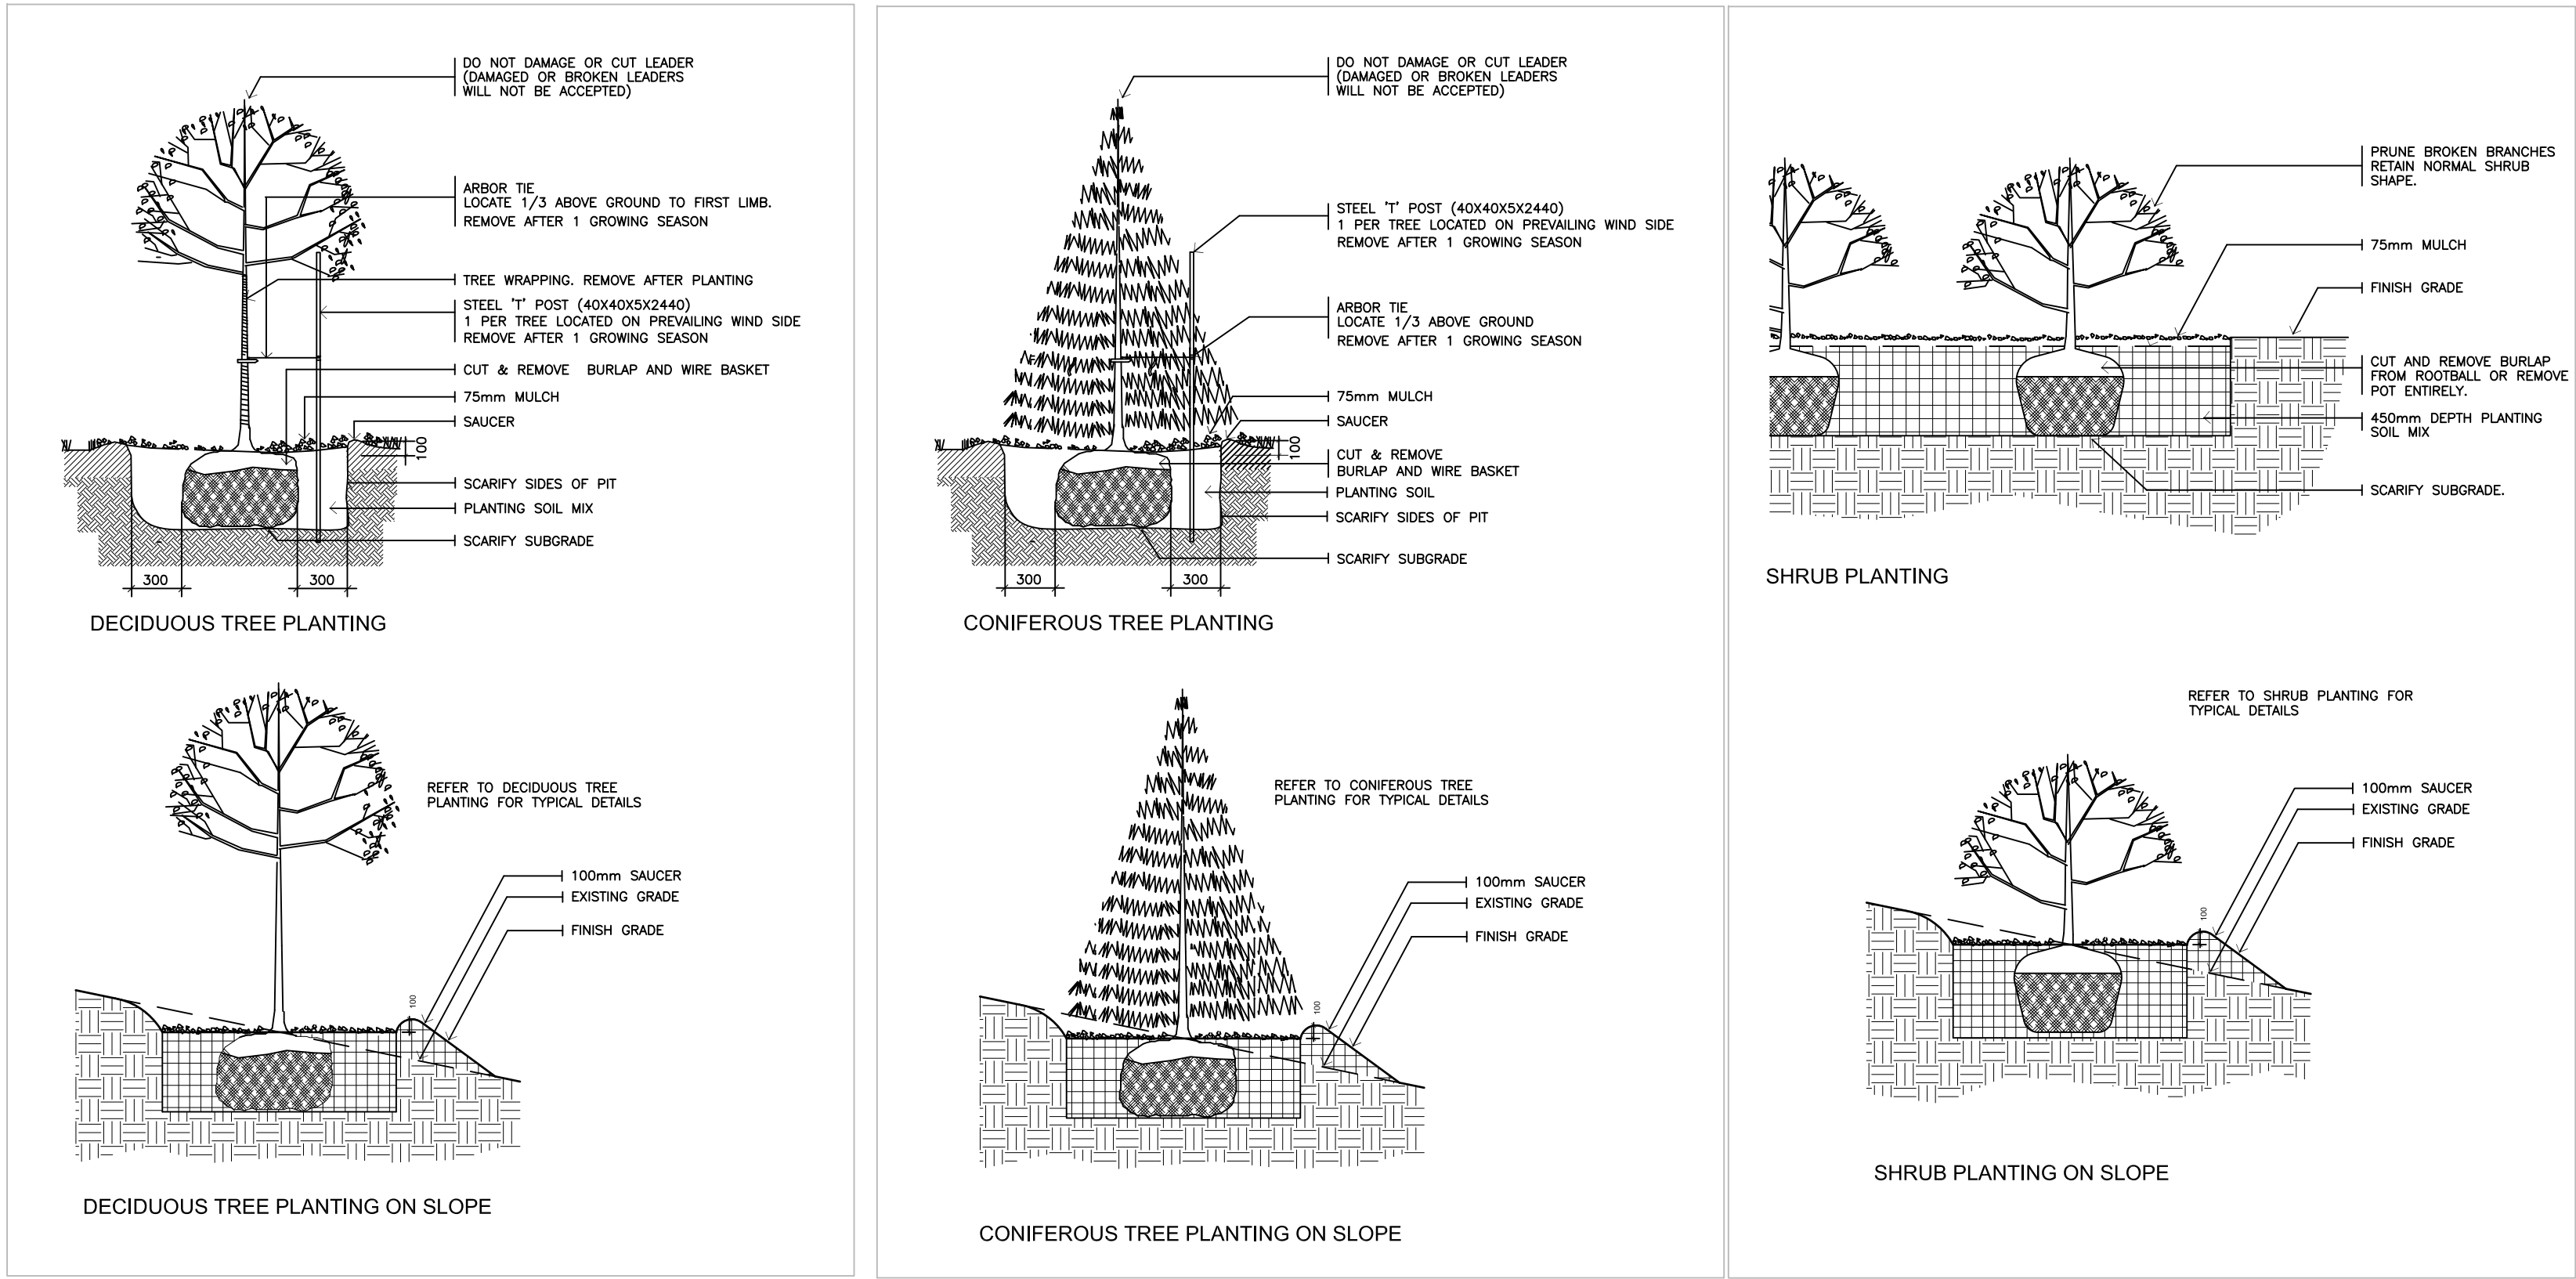 DO NOT DAMAGE OR CUT LEADER
(DAMAGED OR BROKEN LEADERS
WILL NOT BE ACCEPTED)
ARBOR TIE
LOCATE 1/3 ABOVE GROUND TO FIRST LIMB.
REMOVE AFTER 1 GROWING SEASON
TREE WRAPPING. REMOVE AFTER PLANTING
STEEL 'T' POST (40X40X5X2440)
1 PER TREE LOCATED ON PREVAILING WIND SIDE
REMOVE AFTER 1 GROWING SEASON
CUT & REMOVE BURLAP AND WIRE BASKET
75mm MULCH
SAUCER
100
SCARIFY SIDES OF PIT
PLANTING SOIL MIX
SCARIFY SUBGRADE
300
300
DECIDUOUS TREE PLANTING
REFER TO DECIDUOUS TREE
PLANTING FOR TYPICAL DETAILS
100mm SAUCER
EXISTING GRADE
FINISH GRADE
100
DECIDUOUS TREE PLANTING ON SLOPE
DO NOT DAMAGE OR CUT LEADER
(DAMAGED OR BROKEN LEADERS
WILL NOT BE ACCEPTED)
STEEL 'T' POST (40X40X5X2440)
1 PER TREE LOCATED ON PREVAILING WIND SIDE
REMOVE AFTER 1 GROWING SEASON
ARBOR TIE
LOCATE 1/3 ABOVE GROUND
REMOVE AFTER 1 GROWING SEASON
75mm MULCH
SAUCER
100
CUT & REMOVE
BURLAP AND WIRE BASKET
PLANTING SOIL
SCARIFY SIDES OF PIT
SCARIFY SUBGRADE
300
300
CONIFEROUS TREE PLANTING
REFER TO CONIFEROUS TREE
PLANTING FOR TYPICAL DETAILS
100mm SAUCER
EXISTING GRADE
FINISH GRADE
100
CONIFEROUS TREE PLANTING ON SLOPE
PRUNE BROKEN BRANCHES
RETAIN NORMAL SHRUB
SHAPE.
75mm MULCH
FINISH GRADE
CUT AND REMOVE BURLAP
FROM ROOTBALL OR REMOVE
POT ENTIRELY.
450mm DEPTH PLANTING
SOIL MIX
SCARIFY SUBGRADE.
SHRUB PLANTING
REFER TO SHRUB PLANTING FOR
TYPICAL DETAILS
100mm SAUCER
EXISTING GRADE
FINISH GRADE
100
SHRUB PLANTING ON SLOPE